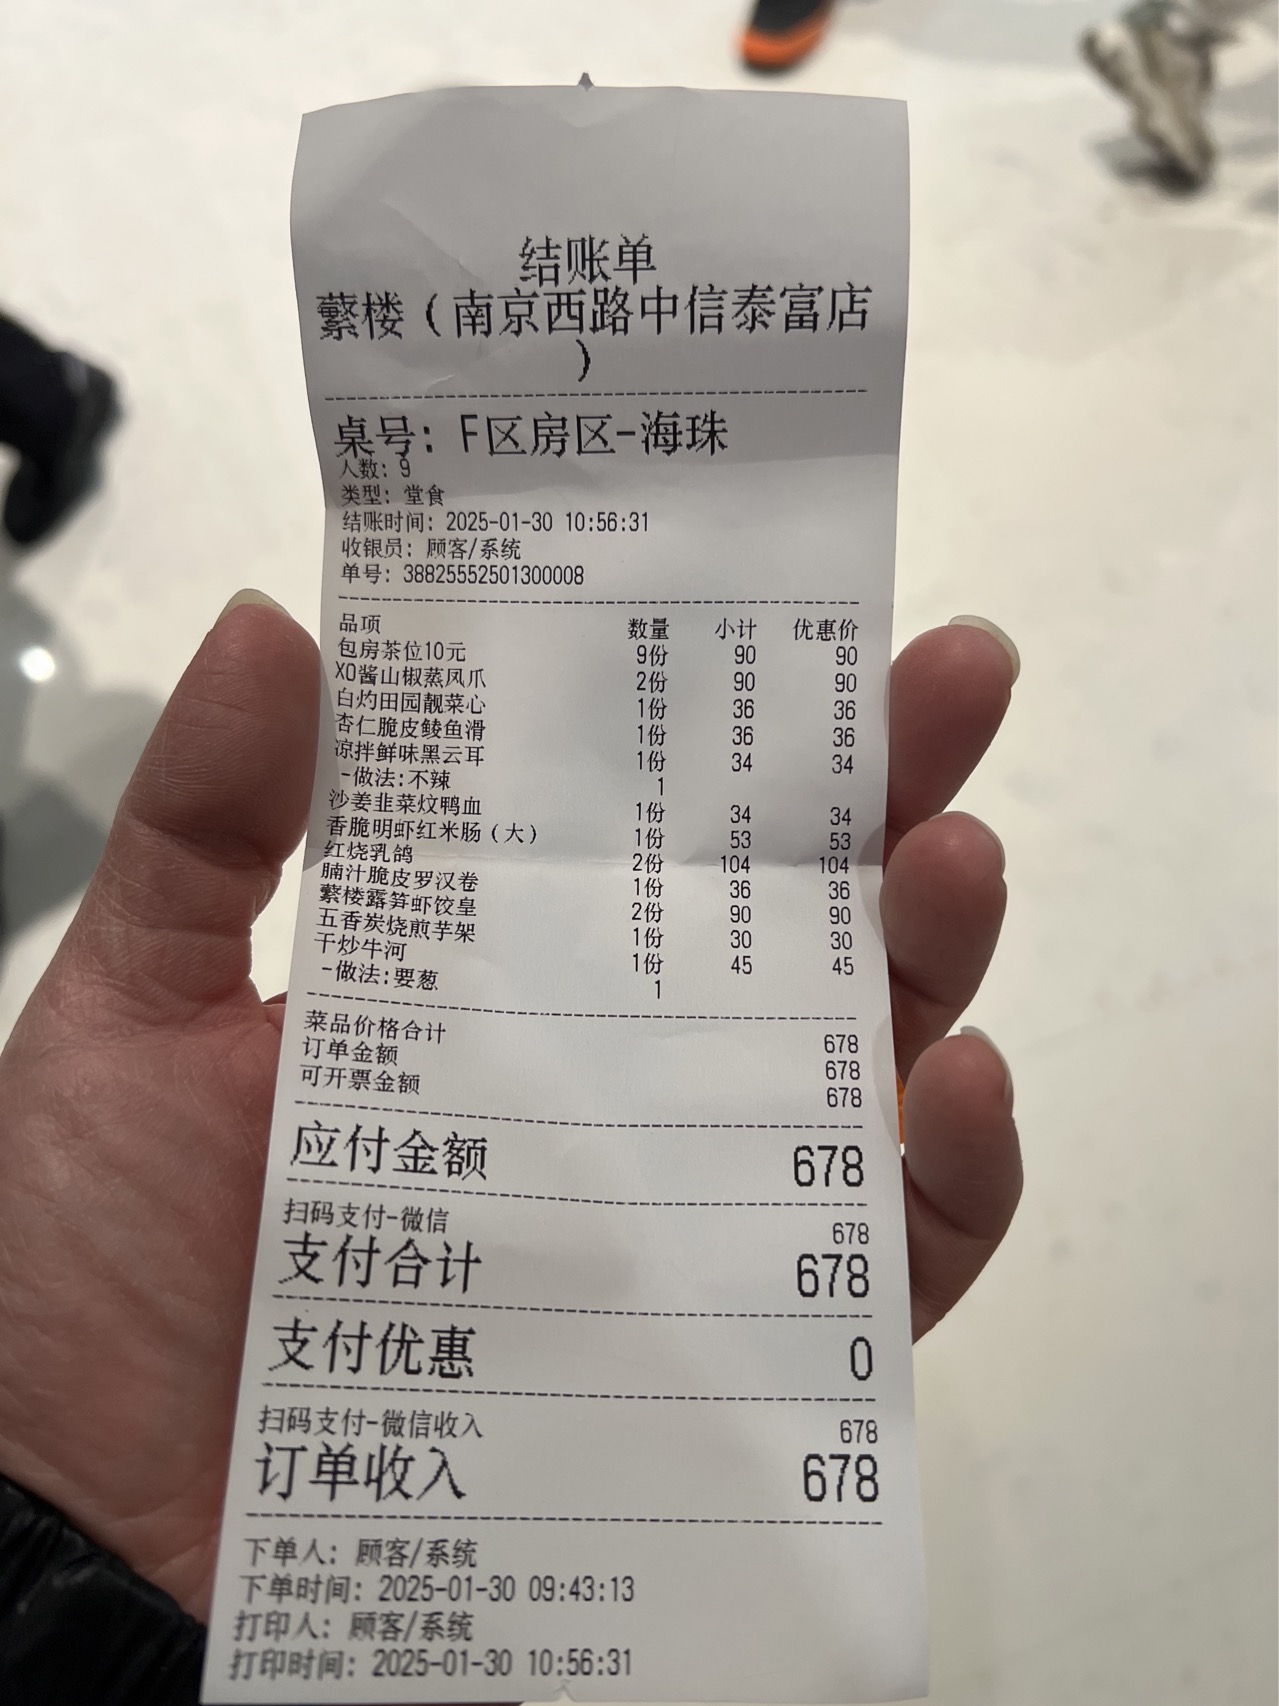 结账单
蘩楼（南京西路中信泰富店
）
桌号：F区房区-海珠
人数：9
类型：堂食
结账时间：2025-01-30 10:56:31
收银员：顾客/系统
单号：38825552501300008
品项 数量 小计 优惠价
包房茶位10元 9份 90 90
XO酱山椒蒸凤爪 2份 90 90
白灼田园靓菜心 1份 36 36
杏仁脆皮鲮鱼滑 1份 36 36
凉拌鲜味黑云耳 1份 34 34
-做法：不辣 1
沙姜韭菜炆鸭血 1份 34 34
香脆明虾红米肠（大） 1份 53 53
红烧乳鸽 2份 104 104
腩汁脆皮罗汉卷 1份 36 36
蘩楼露笋虾饺皇 2份 90 90
五香炭烧煎芋架 1份 30 30
干炒牛河 1份 45 45
-做法：要葱 1
菜品价格合计 678
订单金额 678
可开票金额 678
应付金额 678
扫码支付-微信 678
支付合计 678
支付优惠 0
扫码支付-微信收入 678
订单收入 678
下单人：顾客/系统
下单时间：2025-01-30 09:43:13
打印人：顾客/系统
打印时间：2025-01-30 10:56:31